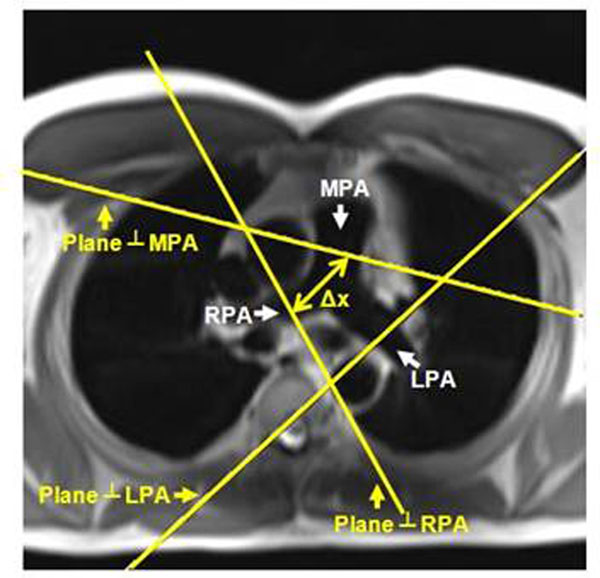 MPA
Plane ⊥ MPA
Δx
RPA
LPA
Plane ⊥ LPA
Plane ⊥ RPA